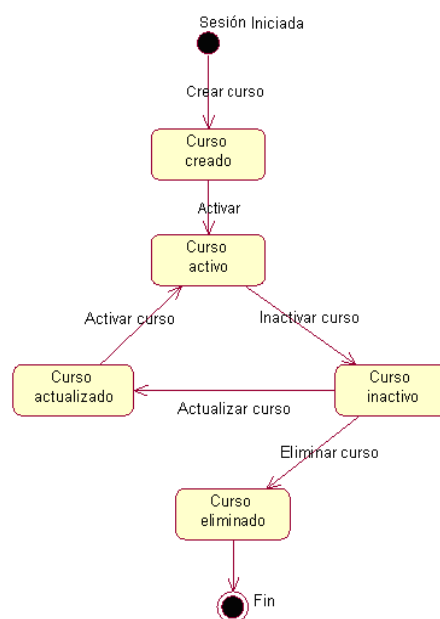 Sesión Iniciada
Crear curso
Curso
creado
Activar
Curso
activo
Activar curso
Inactivar curso
Curso
actualizado
Curso
inactivo
Actualizar curso
Eliminar curso
Curso
eliminado
Fin